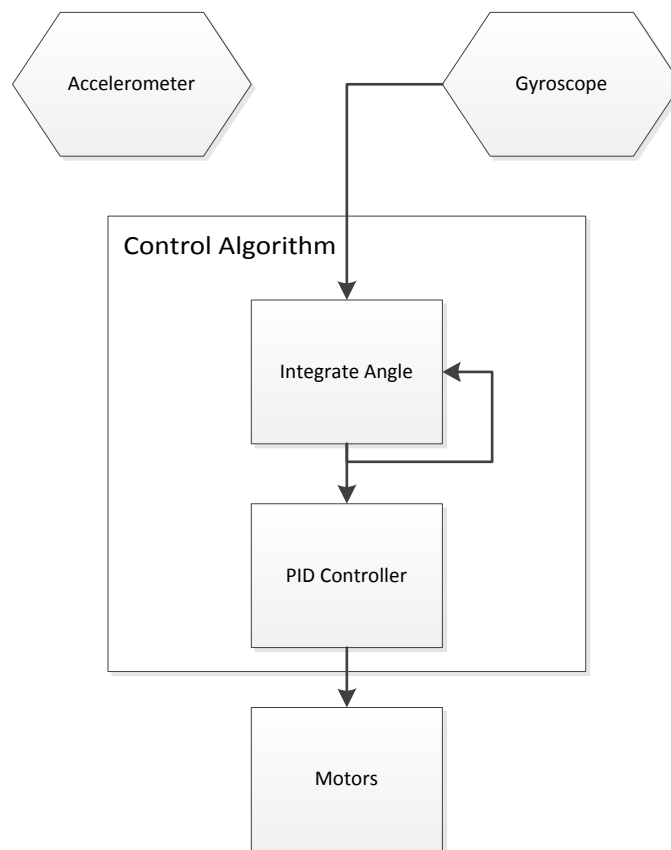 Accelerometer
Gyroscope
Control Algorithm
Integrate Angle
PID Controller
Motors